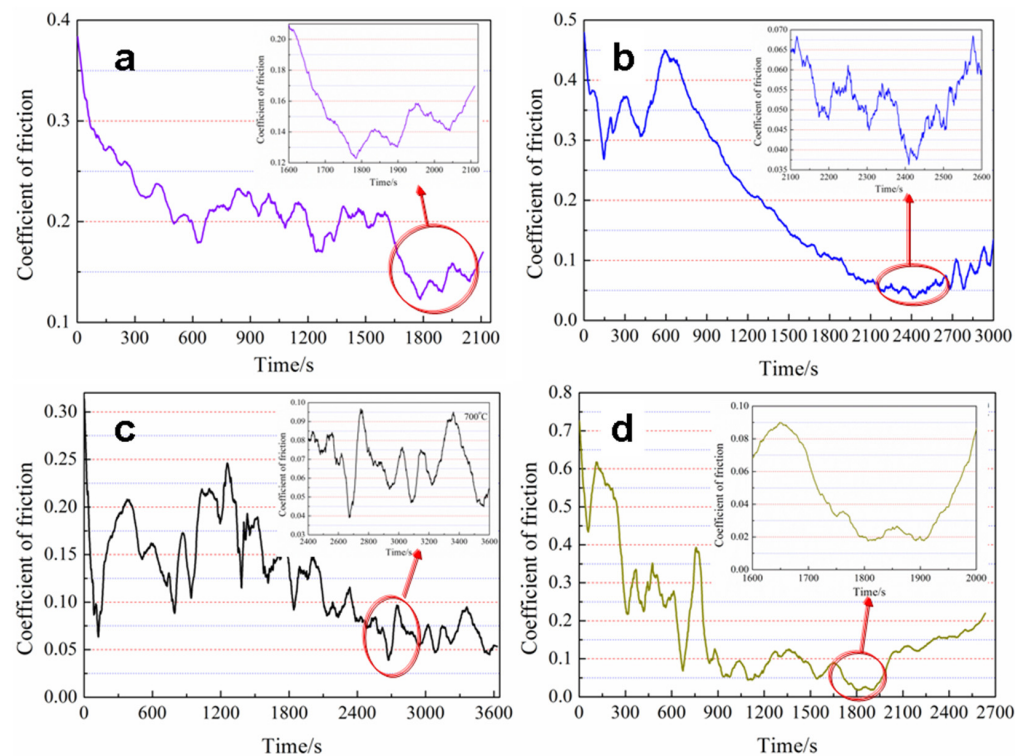 a
Coefficient of friction
0.4
0.3
0.2
0.1
0 300 600 900 1200 1500 1800 2100
Time/s
Coefficient of friction
0.20
0.18
0.16
0.14
0.12
1600 1700 1800 1900 2000 2100
Time/s
b
Coefficient of friction
0.5
0.4
0.3
0.2
0.1
0.0
0 300 600 900 1200 1500 1800 2100 2400 2700 3000
Time/s
Coefficient of friction
0.070
0.065
0.060
0.055
0.050
0.045
0.040
0.035
2100 2200 2300 2400 2500 2600
Time/s
c
Coefficient of friction
0.30
0.25
0.20
0.15
0.10
0.05
0.00
0 600 1200 1800 2400 3000 3600
Time/s
700°C
Coefficient of friction
0.10
0.09
0.08
0.07
0.06
0.05
0.04
0.03
2400 2600 2800 3000 3200 3400 3600
Time/s
d
Coefficient of friction
0.8
0.7
0.6
0.5
0.4
0.3
0.2
0.1
0.0
0 300 600 900 1200 1500 1800 2100 2400 2700
Time/s
Coefficient of friction
0.10
0.08
0.06
0.04
0.02
0.00
1600 1700 1800 1900 2000
Time/s